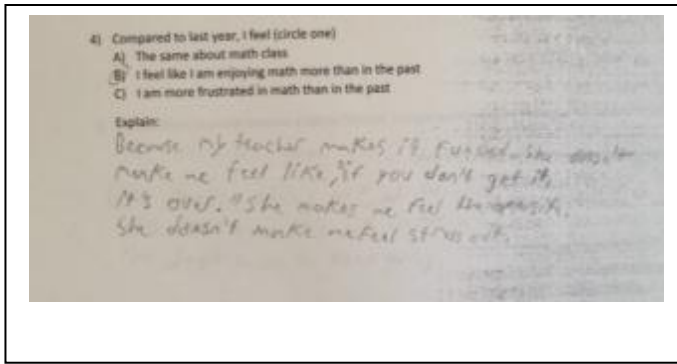 4) Compared to last year, I feel (circle one)
A) The same about math class
B) I feel like I am enjoying math more than in the past
C) I am more frustrated in math than in the past
Explain:
Because my teacher makes it fun and she
make me feel like, "if you don't get it,
it's over." She makes me feel the
She doesn't make me feel out.